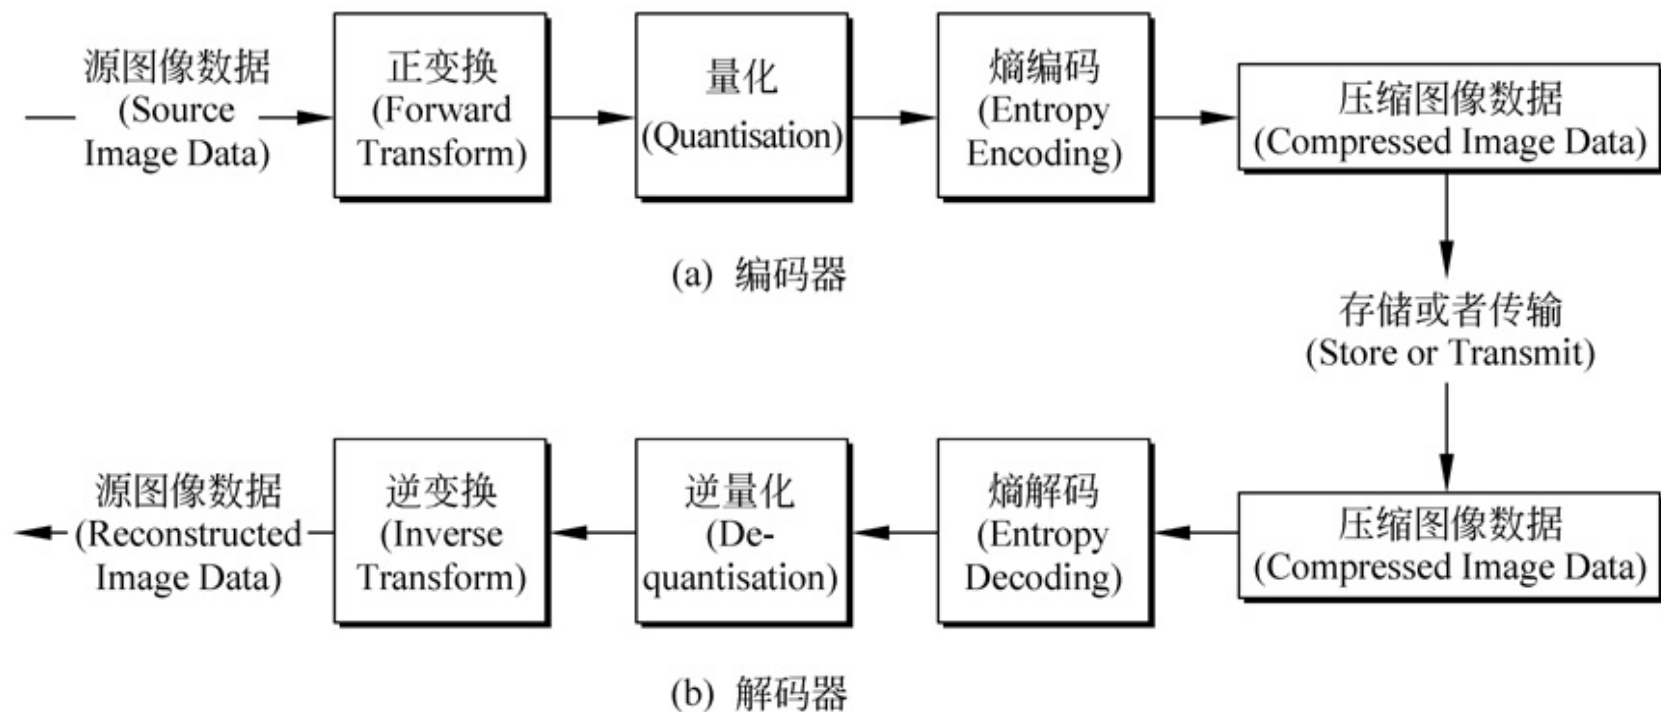 源图像数据
(Source
Image Data)
正变换
(Forward
Transform)
量化
(Quantisation)
熵编码
(Entropy
Encoding)
压缩图像数据
(Compressed Image Data)
(a) 编码器
存储或者传输
(Store or Transmit)
源图像数据
(Reconstructed
Image Data)
逆变换
(Inverse
Transform)
逆量化
(De-
quantisation)
熵解码
(Entropy
Decoding)
压缩图像数据
(Compressed Image Data)
(b) 解码器